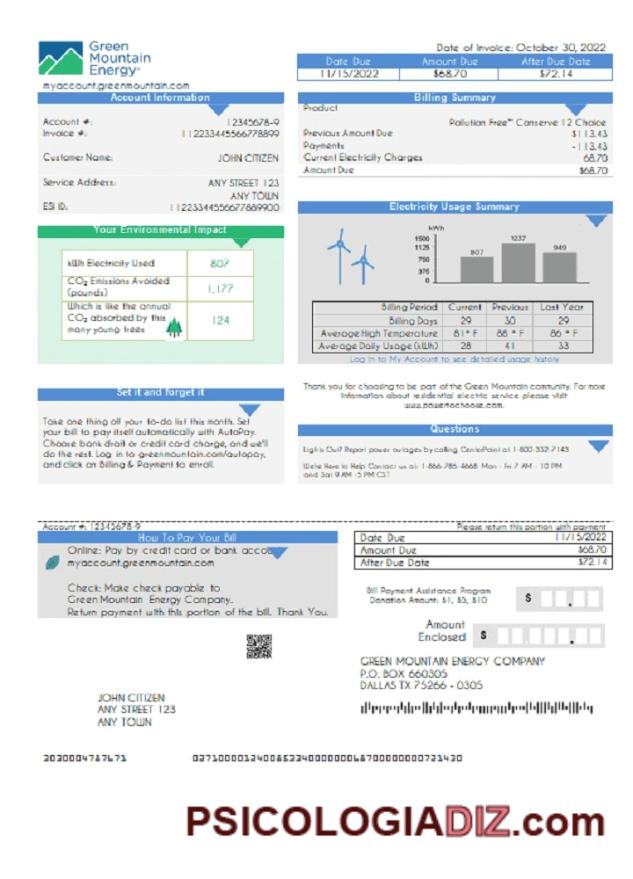 Green
Mountain
Energy
myaccount.greenmountain.com
Date of Invoice: October 30, 2022
Date Due Amount Due After Due Date
11/15/2022 $68.70 $72.14
Account Information
Account #: 12345678-9
Invoice #: 112233445566778899
Customer Name: JOHN CITIZEN
Service Address: ANY STREET 123
ANY TOWN
ESI ID: 11223344556677889900
Billing Summary
Product
Pollution Free™ Conserve 12 Choice
Previous Amount Due $113.43
Payments -113.43
Current Electricity Charges 68.70
Amount Due $68.70
Your Environmental Impact
kWh Electricity Used 807
CO2 Emissions Avoided
(pounds) 1,177
Which is like the annual
CO2 absorbed by this
many young trees 124
Electricity Usage Summary
kWh
1500
1125
750
375
0
807 1237 949
Billing Period Current Previous Last Year
Billing Days 29 30 29
Average High Temperature 81° F 88 ° F 86 ° F
Average Daily Usage (kWh) 28 41 33
Log in to My Account to see detailed usage history
Set it and forget it
Take one thing off your to-do list this month. Set
your bill to pay itself automatically with AutoPay.
Choose bank draft or credit card charge, and we'll
do the rest. Log in to greenmountain.com/autopay,
and click on Billing & Payment to enroll.
Thank you for choosing to be part of the Green Mountain community. For more
information about residential electric service please visit
www.powertochoose.com.
Questions
Lights Out? Report power outages by calling CenterPoint at 1-800-332-7143
We're Here to Help Contact us at: 1-866-785-4668 Mon - Fri 7 AM - 10 PM
and Sat 9 AM - 5 PM CST
Account #: 12345678-9
Please return this portion with payment
How To Pay Your Bill
Online: Pay by credit card or bank
myaccount.greenmountain.com
Check: Make check payable to
Green Mountain Energy Company.
Return payment with this portion of the bill. Thank You.
Date Due 11/15/2022
Amount Due $68.70
After Due Date $72.14
Bill Payment Assistance Program
Donation Amount: $1, $5, $10 $ .
Amount
Enclosed $ .
GREEN MOUNTAIN ENERGY COMPANY
P.O. BOX 660305
DALLAS TX 75266 - 0305
JOHN CITIZEN
ANY STREET 123
ANY TOWN
PSICOLOGIADIZ.com